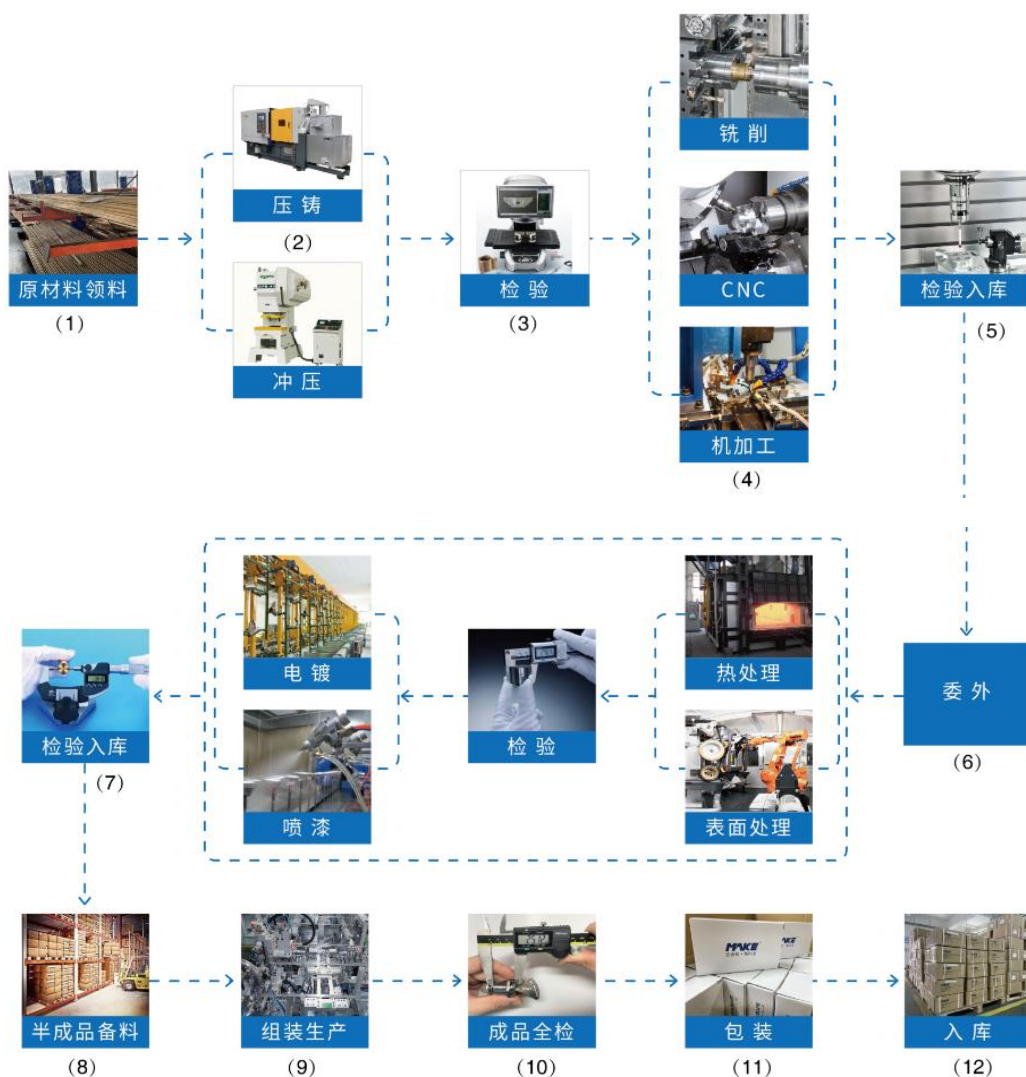 铣 削
压 铸
(2)
原材料领料
(1)
检 验
(3)
CNC
检验入库
(5)
冲 压
机加工
(4)
电 镀
热处理
检验入库
(7)
检 验
委 外
(6)
喷 漆
表面处理
MAKE
半成品备料
(8)
组装生产
(9)
成品全检
(10)
包 装
(11)
入 库
(12)